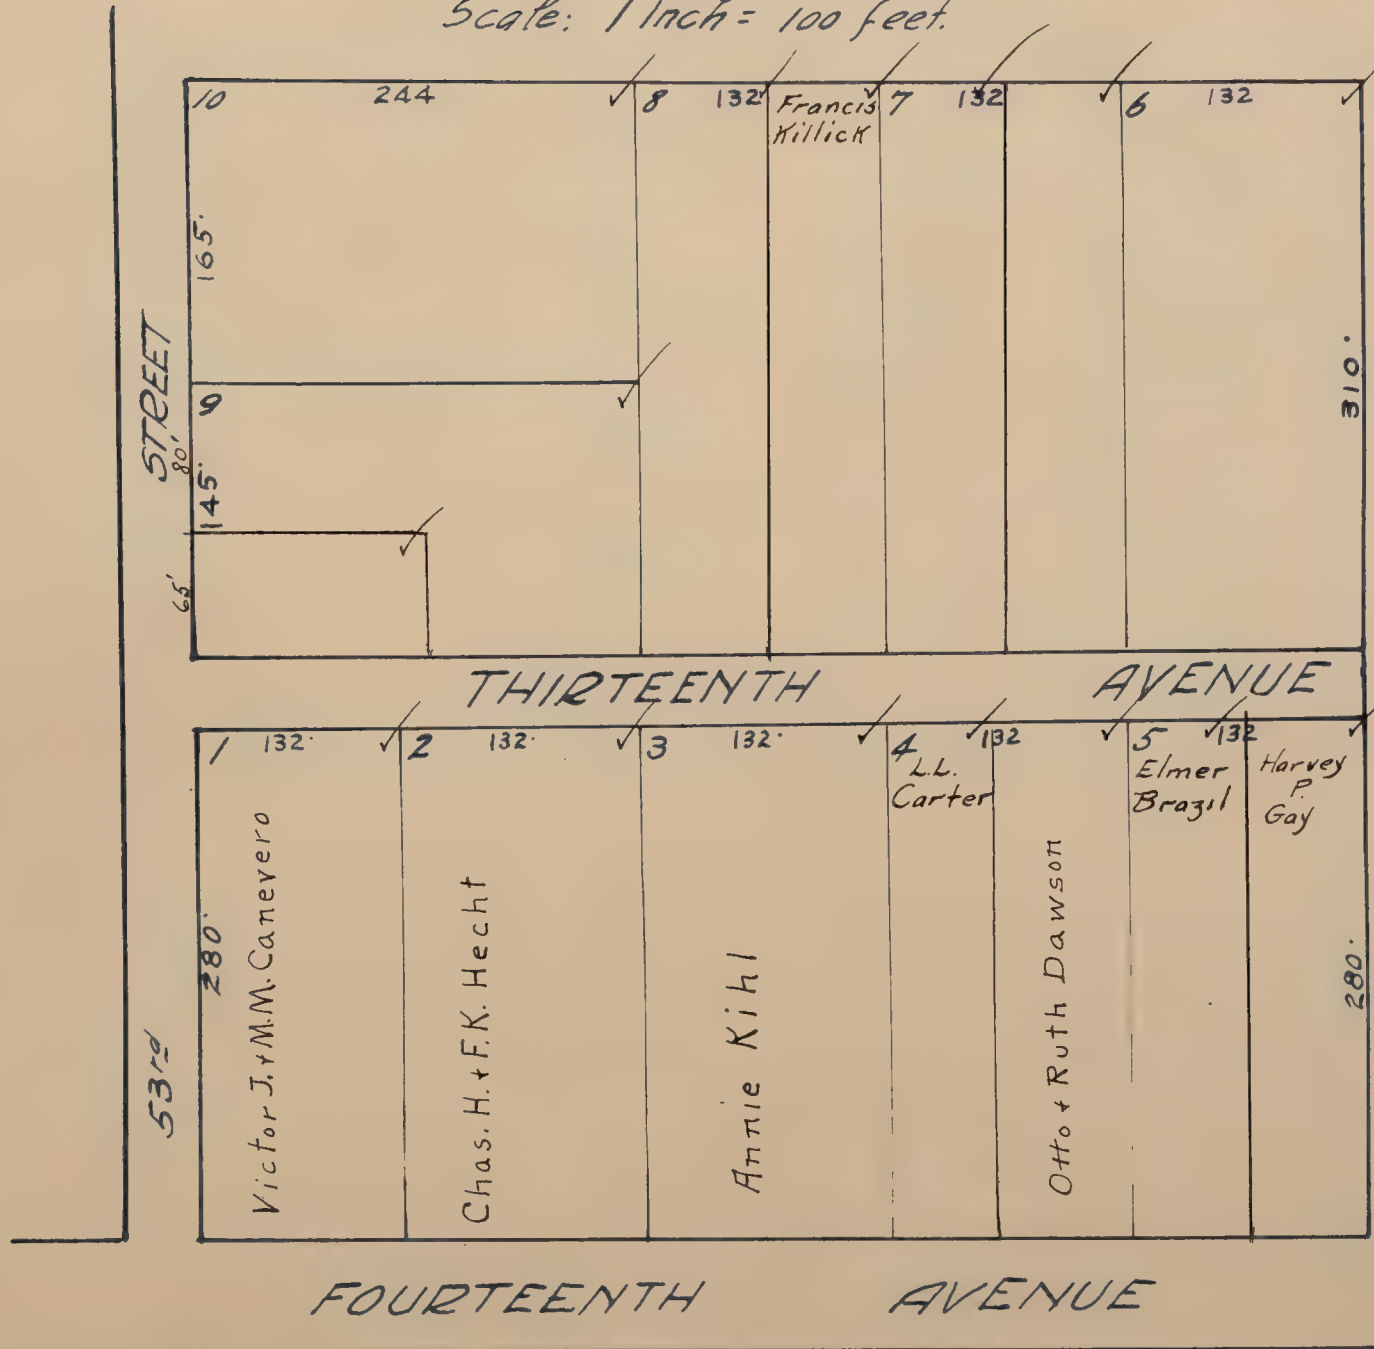 Scale: 1 Inch = 100 feet.
10 244 8 132 Francis 7 132 6 132
Killick
165'
STREET
310'
9
80'
145'
65'
THIRTEENTH AVENUE
1 132' 2 132' 3 132' 4 132 5 132
L.L.
Carter
Elmer
Brazil
Harvey
P.
Gay
280'
Victor J. + M.M. Canevero
Chas. H. + F.K. Hecht
Annie Kihl
Otto + Ruth Dawson
280'
53rd
FOURTEENTH AVENUE